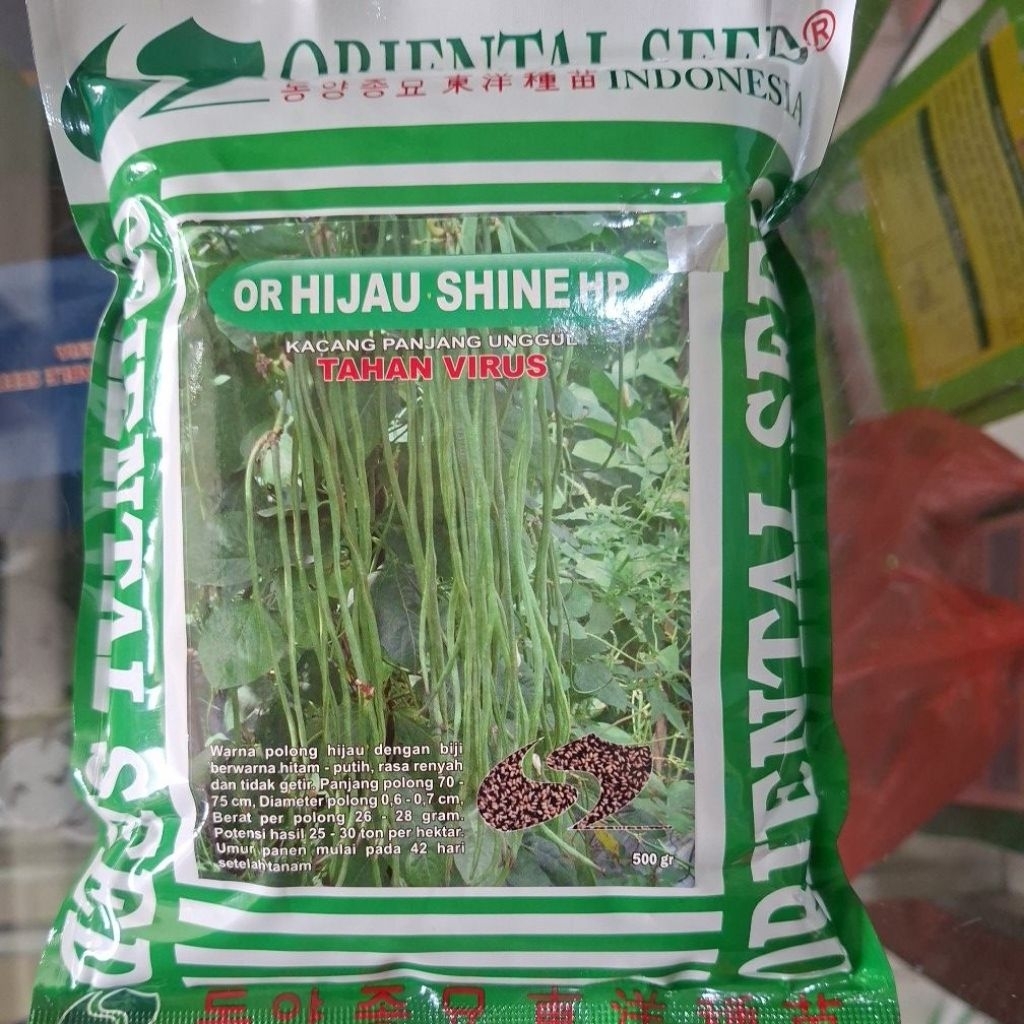 ORIENTAL SEED®
농양종묘 東洋種苗 INDONESIA
OR HIJAU SHINE HP
KACANG PANJANG UNGGUL
TAHAN VIRUS
Warna polong hijau dengan biji
berwarna hitam - putih, rasa renyah
dan tidak getir. Panjang polong 70 -
75 cm, Diameter polong 0,6 - 0,7 cm,
Berat per polong 26 - 28 gram.
Potensi hasil 25 - 30 ton per hektar.
Umur panen mulai pada 42 hari
setelah tanam
500 gr
ORIENTAL SEED
ORIENTAL SEED